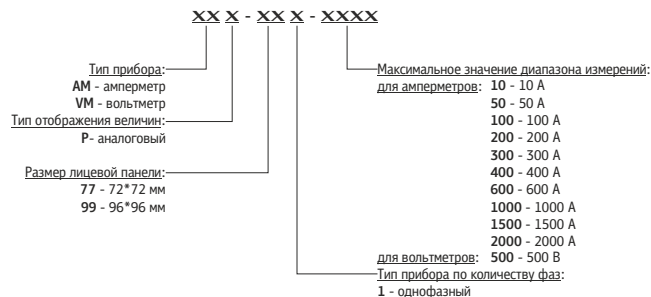 XX X - XX X - XXXX
Тип прибора:
AM - амперметр
VM - вольтметр
Тип отображения величин:
P- аналоговый
Размер лицевой панели:
77 - 72*72 мм
99 - 96*96 мм
Максимальное значение диапазона измерений:
для амперметров: 10 - 10 А
50 - 50 А
100 - 100 А
200 - 200 А
300 - 300 А
400 - 400 А
600 - 600 А
1000 - 1000 А
1500 - 1500 А
2000 - 2000 А
для вольтметров: 500 - 500 В
Тип прибора по количеству фаз:
1 - однофазный